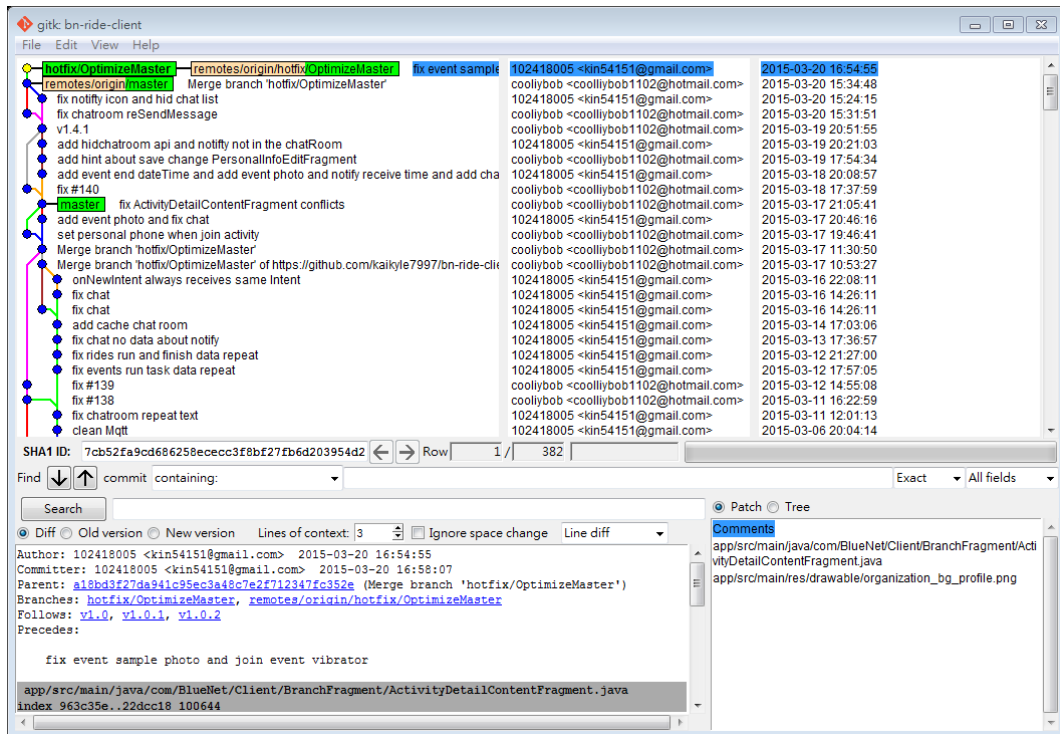 gitk: bn-ride-client
File Edit View Help
hotfix/OptimizeMaster remotes/origin/hotfix/OptimizeMaster fix event sample 102418005 <kin54151@gmail.com> 2015-03-20 16:54:55
remotes/origin/master Merge branch 'hotfix/OptimizeMaster' cooliybob <coolliybob1102@hotmail.com> 2015-03-20 15:34:48
fix notifty icon and hid chat list 102418005 <kin54151@gmail.com> 2015-03-20 15:24:15
fix chatroom reSendMessage cooliybob <coolliybob1102@hotmail.com> 2015-03-20 15:31:51
v1.4.1 cooliybob <coolliybob1102@hotmail.com> 2015-03-19 20:51:55
add hidchatroom api and notifty not in the chatRoom 102418005 <kin54151@gmail.com> 2015-03-19 20:21:03
add hint about save change PersonalInfoEditFragment cooliybob <coolliybob1102@hotmail.com> 2015-03-19 17:54:34
add event end dateTime and add event photo and notify receive time and add cha 102418005 <kin54151@gmail.com> 2015-03-18 20:08:57
fix #140 cooliybob <coolliybob1102@hotmail.com> 2015-03-18 17:37:59
master fix ActivityDetailContentFragment conflicts cooliybob <coolliybob1102@hotmail.com> 2015-03-17 21:05:41
add event photo and fix chat 102418005 <kin54151@gmail.com> 2015-03-17 20:46:16
set personal phone when join activity cooliybob <coolliybob1102@hotmail.com> 2015-03-17 19:46:41
Merge branch 'hotfix/OptimizeMaster' cooliybob <coolliybob1102@hotmail.com> 2015-03-17 11:30:50
Merge branch 'hotfix/OptimizeMaster' of https://github.com/kaikyle7997/bn-ride-clie cooliybob <coolliybob1102@hotmail.com> 2015-03-17 10:53:27
onNewIntent always receives same Intent 102418005 <kin54151@gmail.com> 2015-03-16 22:08:11
fix chat 102418005 <kin54151@gmail.com> 2015-03-16 14:26:11
fix chat 102418005 <kin54151@gmail.com> 2015-03-16 14:26:11
add cache chat room 102418005 <kin54151@gmail.com> 2015-03-14 17:03:06
fix chat no data about notify 102418005 <kin54151@gmail.com> 2015-03-13 17:36:57
fix rides run and finish data repeat 102418005 <kin54151@gmail.com> 2015-03-12 21:27:00
fix events run task data repeat 102418005 <kin54151@gmail.com> 2015-03-12 17:57:05
fix #139 cooliybob <coolliybob1102@hotmail.com> 2015-03-12 14:55:08
fix #138 cooliybob <coolliybob1102@hotmail.com> 2015-03-11 16:22:59
fix chatroom repeat text 102418005 <kin54151@gmail.com> 2015-03-11 12:01:13
clean Mqtt 102418005 <kin54151@gmail.com> 2015-03-06 20:04:14
SHA1 ID: 7cb52fa9cd686258ececc3f8bf27fb6d203954d2 Row 1 / 382
Find commit containing: Exact All fields
Search
Patch Tree
Diff Old version New version Lines of context: 3 Ignore space change Line diff
Author: 102418005 <kin54151@gmail.com> 2015-03-20 16:54:55
Committer: 102418005 <kin54151@gmail.com> 2015-03-20 16:58:07
Parent: a18bd3f27da941c95ec3a48c7e2f712347fc352e (Merge branch 'hotfix/OptimizeMaster')
Branches: hotfix/OptimizeMaster, remotes/origin/hotfix/OptimizeMaster
Follows: v1.0, v1.0.1, v1.0.2
Precedes:
fix event sample photo and join event vibrator
app/src/main/java/com/BlueNet/Client/BranchFragment/ActivityDetailContentFragment.java
index 963c35e..22dcc18 100644
Comments
app/src/main/java/com/BlueNet/Client/BranchFragment/Acti
vityDetailContentFragment.java
app/src/main/res/drawable/organization_bg_profile.png